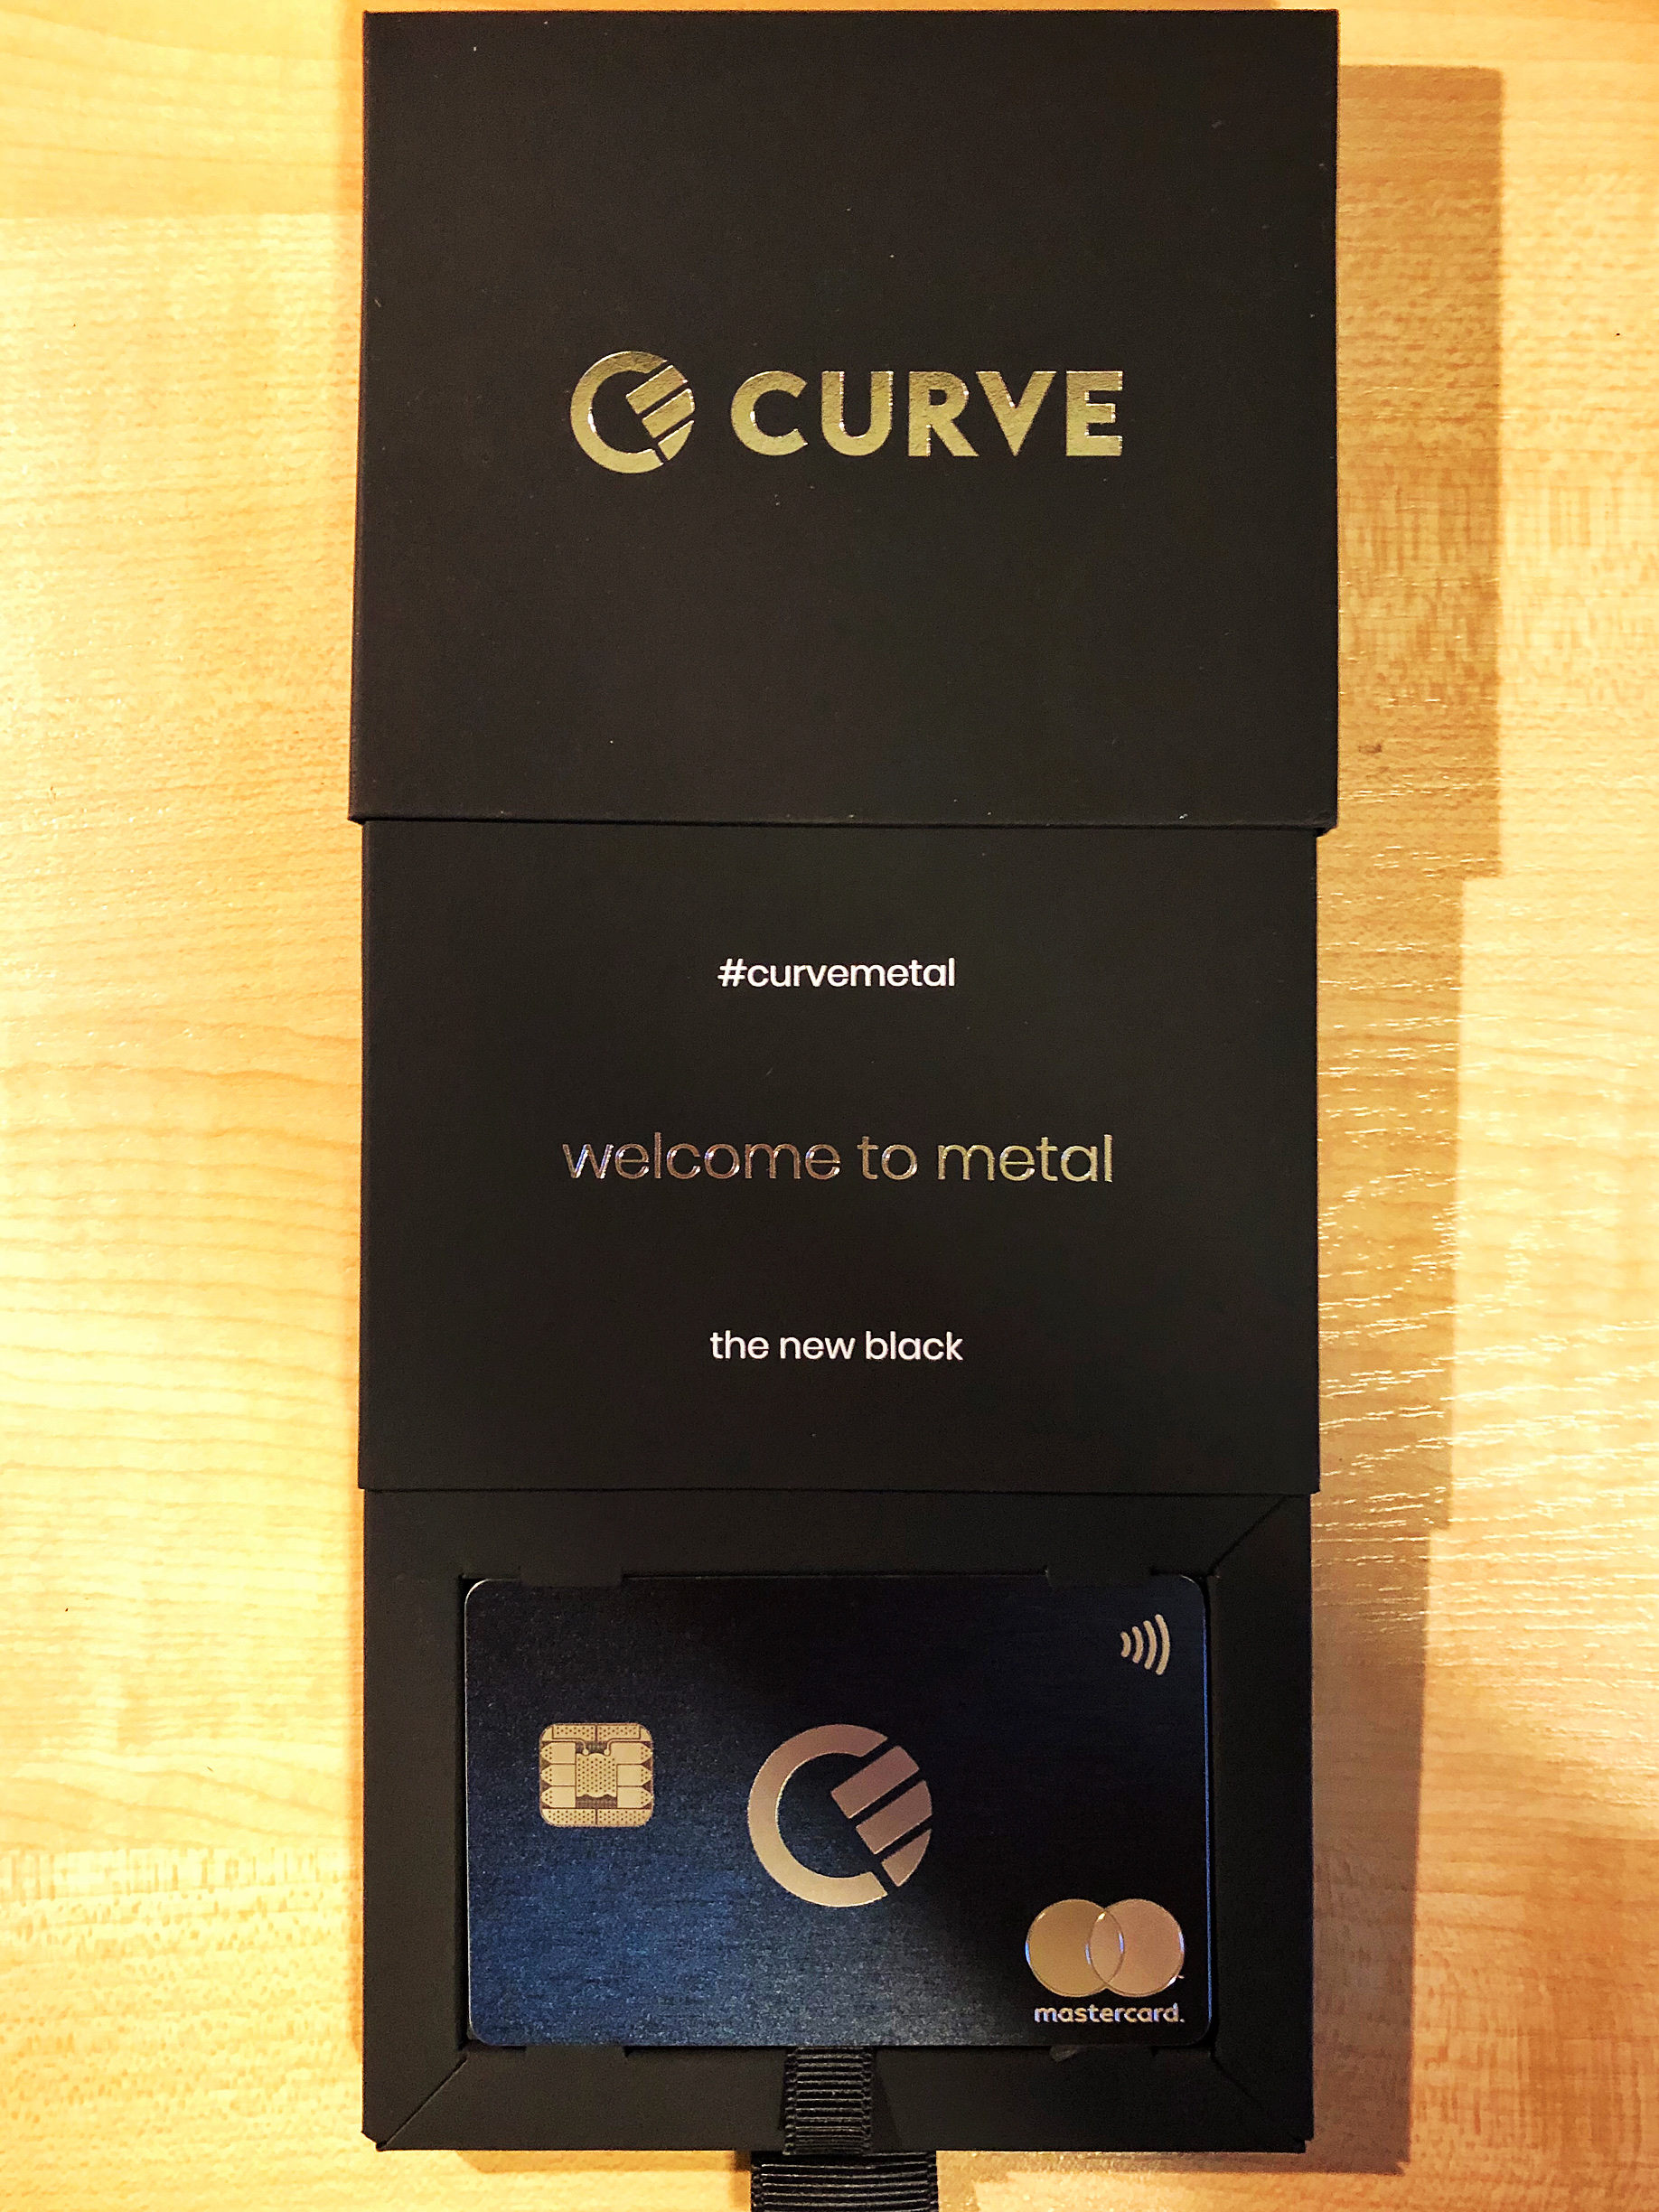 CURVE
#curvemetal
welcome to metal
the new black
mastercard.